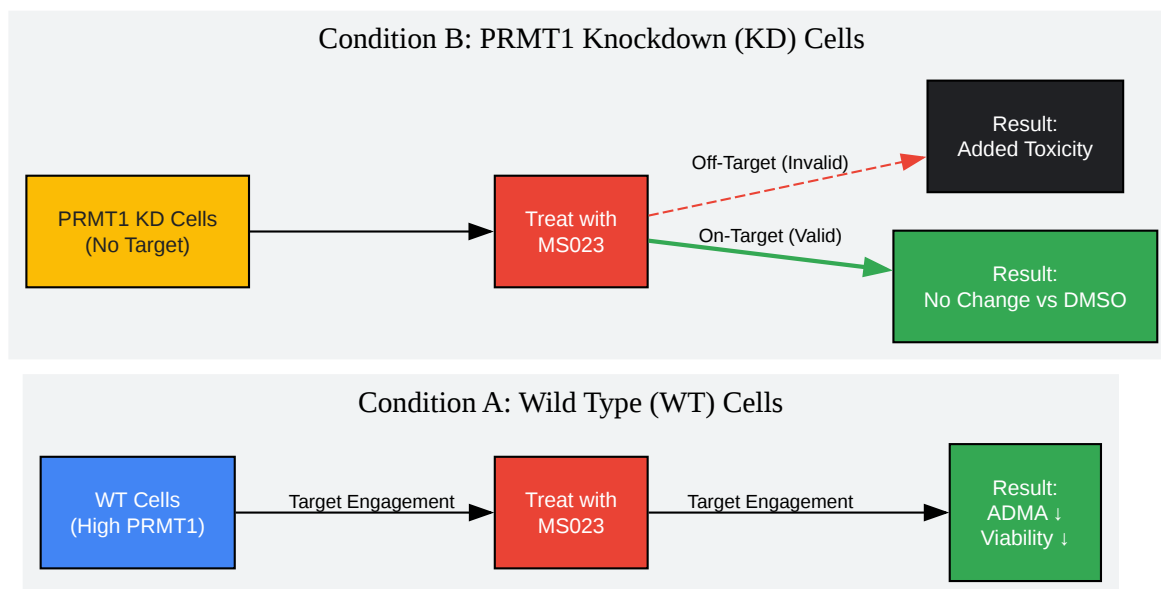 Condition B: PRMT1 Knockdown (KD) Cells
PRMT1 KD Cells
(No Target)
Treat with
MS023
Off-Target (Invalid)
On-Target (Valid)
Result:
Added Toxicity
Result:
No Change vs DMSO
Condition A: Wild Type (WT) Cells
WT Cells
(High PRMT1)
Target Engagement
Treat with
MS023
Target Engagement
Result:
ADMA ↓
Viability ↓